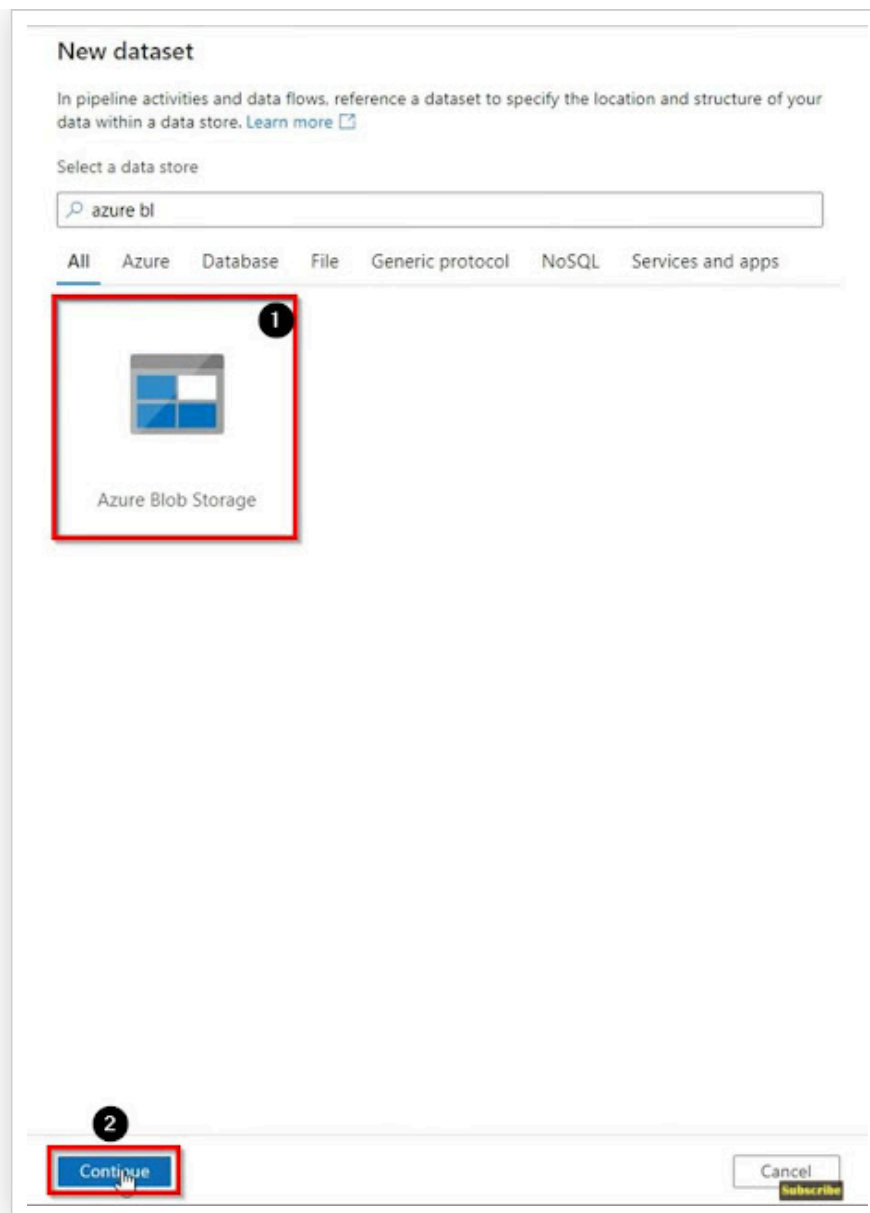 New dataset
In pipeline activities and data flows, reference a dataset to specify the location and structure of your
data within a data store. Learn more
Select a data store
azure bl
All Azure Database File Generic protocol NoSQL Services and apps
1
Azure Blob Storage
2
Continue Cancel
Subscribe